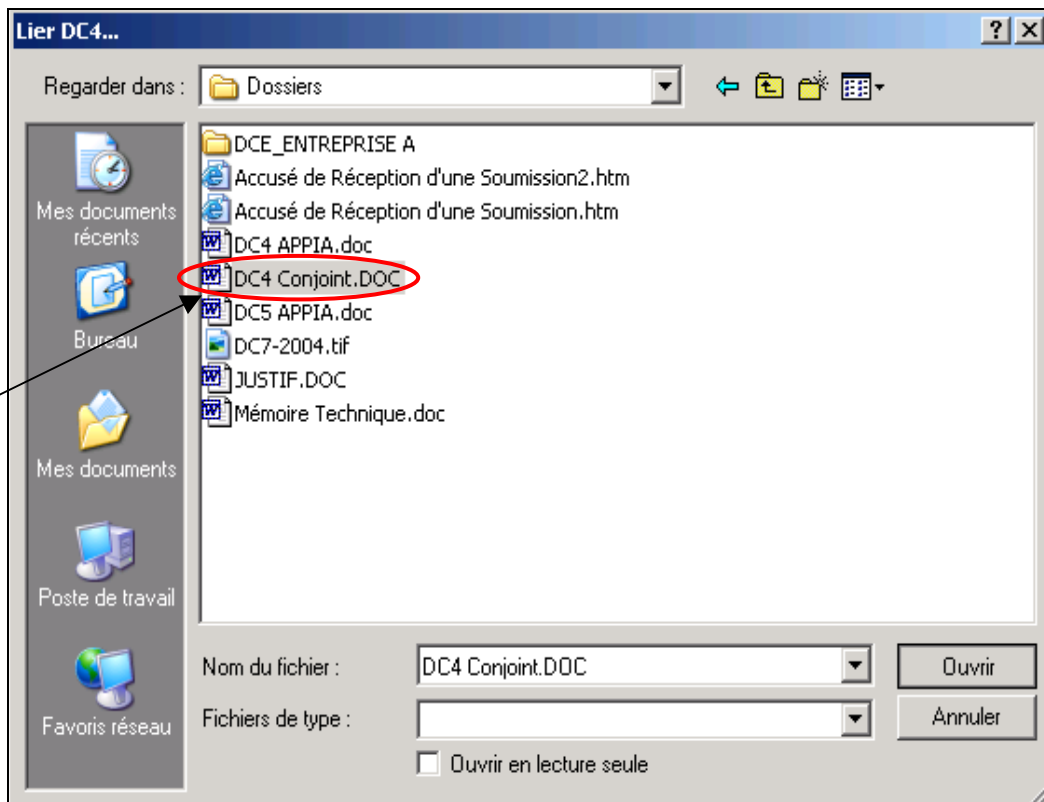 Lier DC4...
Regarder dans :
Dossiers
Mes documents
récents
Bureau
Mes documents
Poste de travail
Favoris réseau
DCE_ENTREPRISE A
Accusé de Réception d'une Soumission2.htm
Accusé de Réception d'une Soumission.htm
DC4 APPIA.doc
DC4 Conjoint.DOC
DC5 APPIA.doc
DC7-2004.tif
JUSTIF.DOC
Mémoire Technique.doc
Nom du fichier :
DC4 Conjoint.DOC
Ouvrir
Fichiers de type :
Annuler
Ouvrir en lecture seule